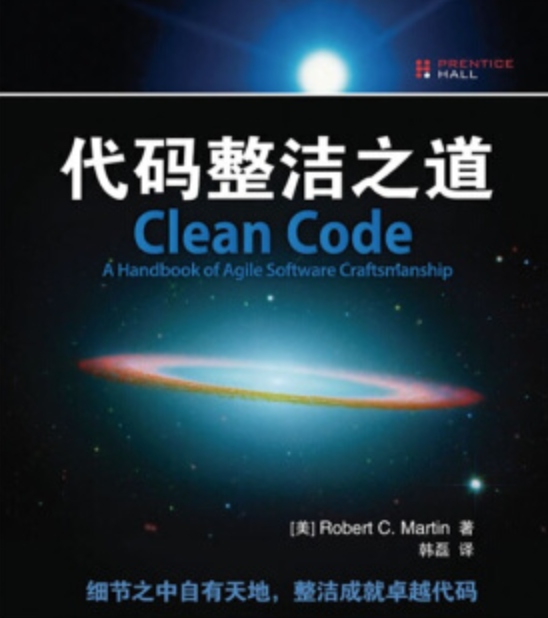 PRENTICE
HALL
代码整洁之道
Clean Code
A Handbook of Agile Software Craftsmanship
[美] Robert C. Martin 著
韩磊 译
细节之中自有天地，整洁成就卓越代码